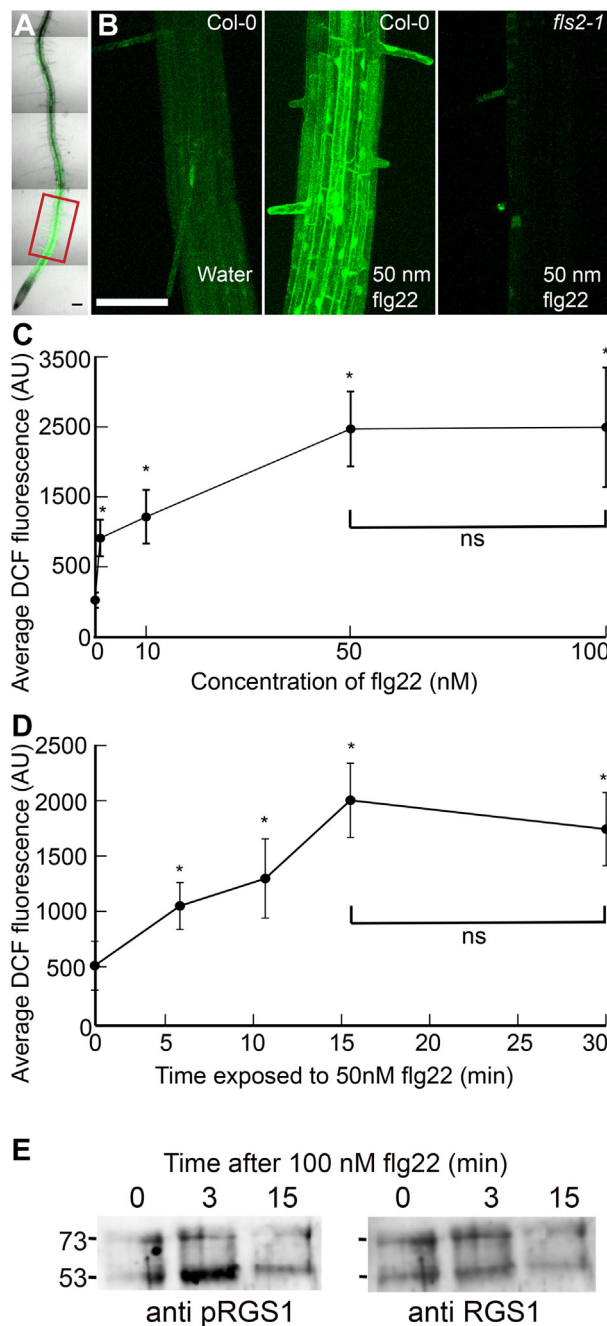 A
B
Col-0
Col-0
fls2-1
Water
50 nm
flg22
50 nm
flg22
C
Average DCF fluorescence (AU)
3500
2500
1500
500
0
*
*
*
*
ns
0
10
50
100
Concentration of flg22 (nM)
D
Average DCF fluorescence (AU)
2500
2000
1500
1000
500
0
*
*
*
*
ns
0
5
10
15
20
25
30
Time exposed to 50nM flg22 (min)
E
Time after 100 nM flg22 (min)
0 3 15 0 3 15
73-
53-
anti pRGS1
anti RGS1